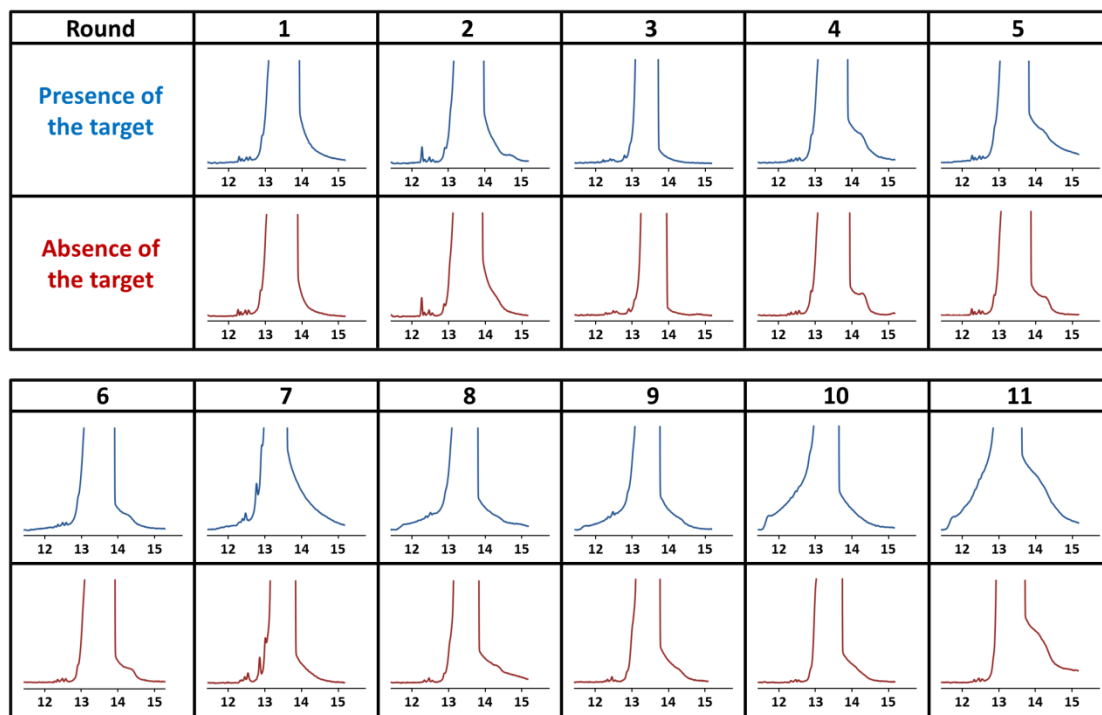 Round 1 2 3 4 5
Presence of
the target
12 13 14 15 12 13 14 15 12 13 14 15 12 13 14 15 12 13 14 15
Absence of
the target
12 13 14 15 12 13 14 15 12 13 14 15 12 13 14 15 12 13 14 15
6 7 8 9 10 11
12 13 14 15 12 13 14 15 12 13 14 15 12 13 14 15 12 13 14 15 12 13 14 15
12 13 14 15 12 13 14 15 12 13 14 15 12 13 14 15 12 13 14 15 12 13 14 15